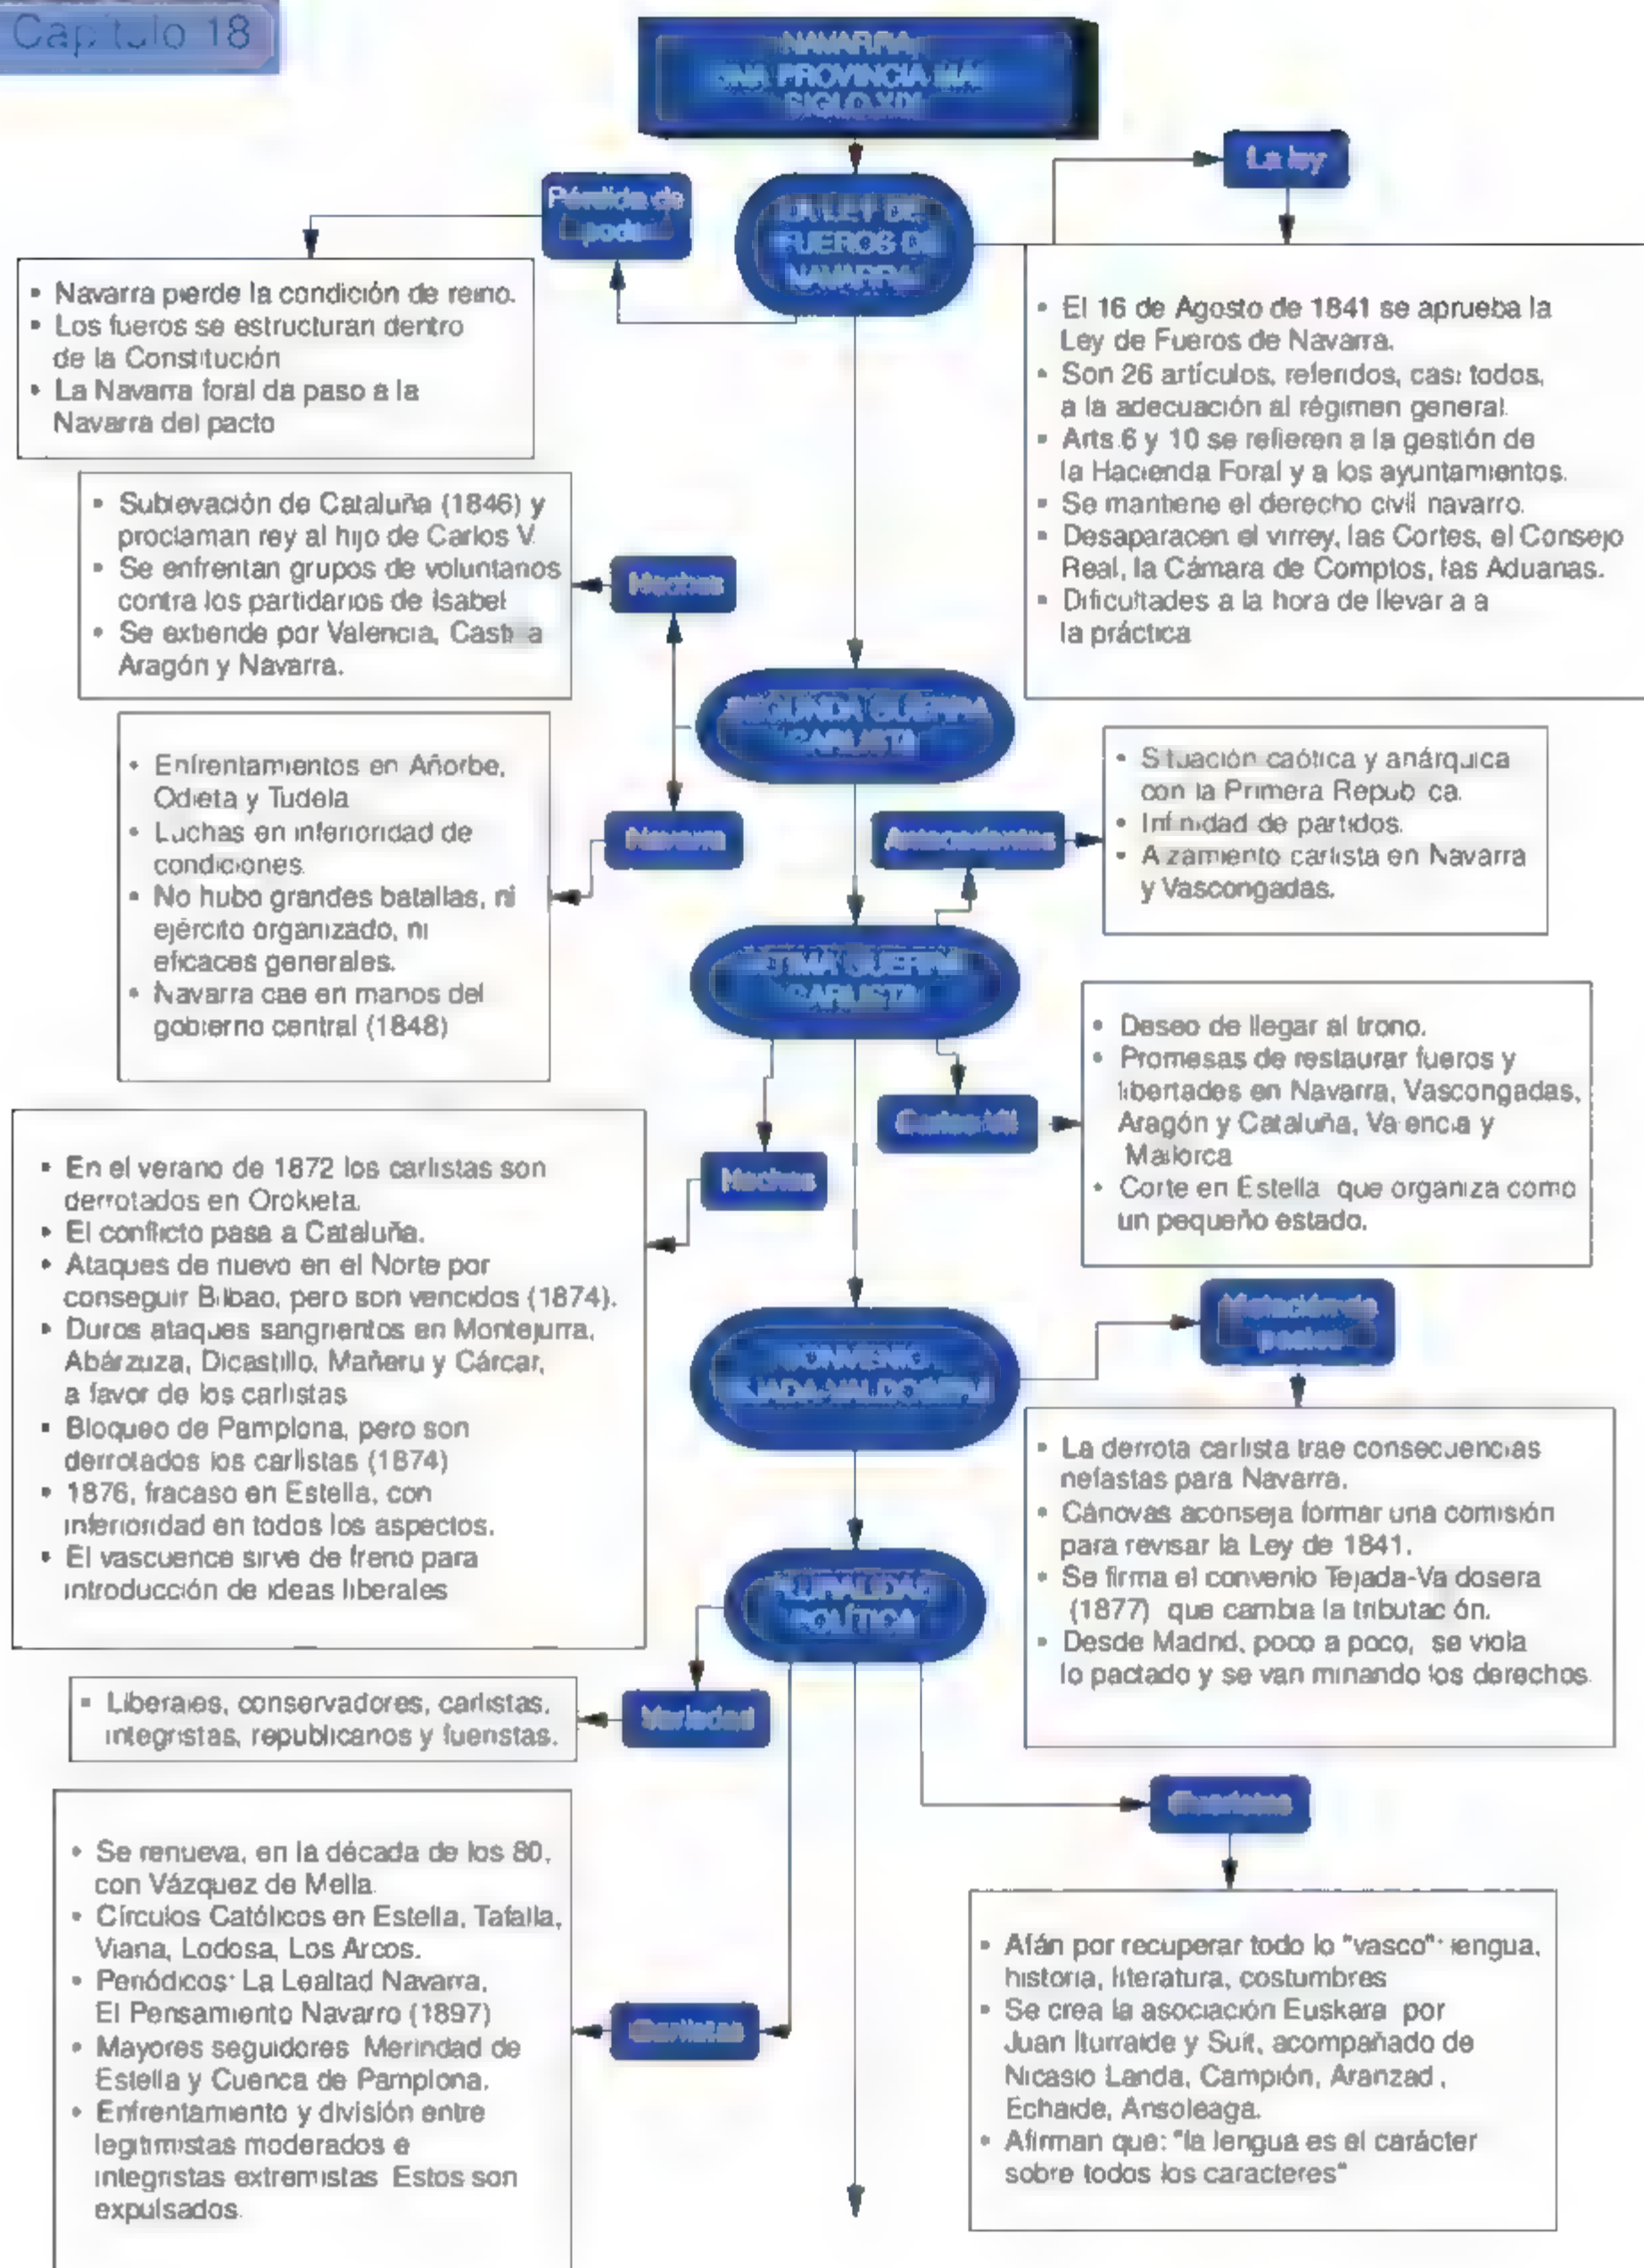 Capítulo 18
NAVARRA,
UNA PROVINCIA MÁS
SIGLO XIX
La ley
Pérdida de
poder
LA LEY DE
FUEROS DE
NAVARRA
• Navarra pierde la condición de reino.
• Los fueros se estructuran dentro
de la Constitución
• La Navarra foral da paso a la
Navarra del pacto
• El 16 de Agosto de 1841 se aprueba la
Ley de Fueros de Navarra.
• Son 26 artículos, referidos, casi todos,
a la adecuación al régimen general.
• Arts.6 y 10 se refieren a la gestión de
la Hacienda Foral y a los ayuntamientos.
• Se mantiene el derecho civil navarro.
• Desaparacen el virrey, las Cortes, el Consejo
Real, la Cámara de Comptos, las Aduanas.
• Dificultades a la hora de llevar a a
la práctica
• Sublevación de Cataluña (1846) y
proclaman rey al hijo de Carlos V.
• Se enfrentan grupos de voluntarios
contra los partidarios de Isabel
• Se extiende por Valencia, Castilla
Aragón y Navarra.
Hechos
SEGUNDA GUERRA
CARLISTA
• Enfrentamientos en Añorbe,
Odieta y Tudela
• Luchas en inferioridad de
condiciones.
• No hubo grandes batallas, ni
ejército organizado, ni
eficaces generales.
• Navarra cae en manos del
gobierno central (1848)
Navarra
Antecedentes
• Situación caótica y anárquica
con la Primera República.
• Infinidad de partidos.
• Alzamiento carlista en Navarra
y Vascongadas.
ÚLTIMA GUERRA
CARLISTA
• Deseo de llegar al trono.
• Promesas de restaurar fueros y
libertades en Navarra, Vascongadas,
Aragón y Cataluña, Valencia y
Mallorca
• Corte en Estella que organiza como
un pequeño estado.
Carlos VII
Hechos
• En el verano de 1872 los carlistas son
derrotados en Orokieta.
• El conflicto pasa a Cataluña.
• Ataques de nuevo en el Norte por
conseguir Bilbao, pero son vencidos (1874).
• Duros ataques sangrientos en Montejurra,
Abárzuza, Dicastillo, Mañeru y Cárcar,
a favor de los carlistas
• Bloqueo de Pamplona, pero son
derrotados los carlistas (1874)
• 1876, fracaso en Estella, con
inferioridad en todos los aspectos.
• El vascuence sirve de freno para
introducción de ideas liberales
CONVENIO
TEJADA-VALDOSERA
pactos
• La derrota carlista trae consecuencias
nefastas para Navarra.
• Cánovas aconseja formar una comisión
para revisar la Ley de 1841.
• Se firma el convenio Tejada-Valdosera
(1877) que cambia la tributación.
• Desde Madrid, poco a poco, se viola
lo pactado y se van minando los derechos.
POLÍTICA
Variedad
• Liberales, conservadores, carlistas,
integristas, republicanos y fueristas.
• Se renueva, en la década de los 80,
con Vázquez de Mella.
• Círculos Católicos en Estella, Tafalla,
Viana, Lodosa, Los Arcos.
• Periódicos: La Lealtad Navarra,
El Pensamiento Navarro (1897)
• Mayores seguidores Merindad de
Estella y Cuenca de Pamplona.
• Enfrentamiento y división entre
legitimistas moderados e
integristas extremistas Estos son
expulsados.
Carlistas
• Afán por recuperar todo lo "vasco": lengua,
historia, literatura, costumbres
• Se crea la asociación Euskara por
Juan Iturralde y Suit, acompañado de
Nicasio Landa, Campión, Aranzadi,
Echaide, Ansoleaga.
• Afirman que: "la lengua es el carácter
sobre todos los caracteres"